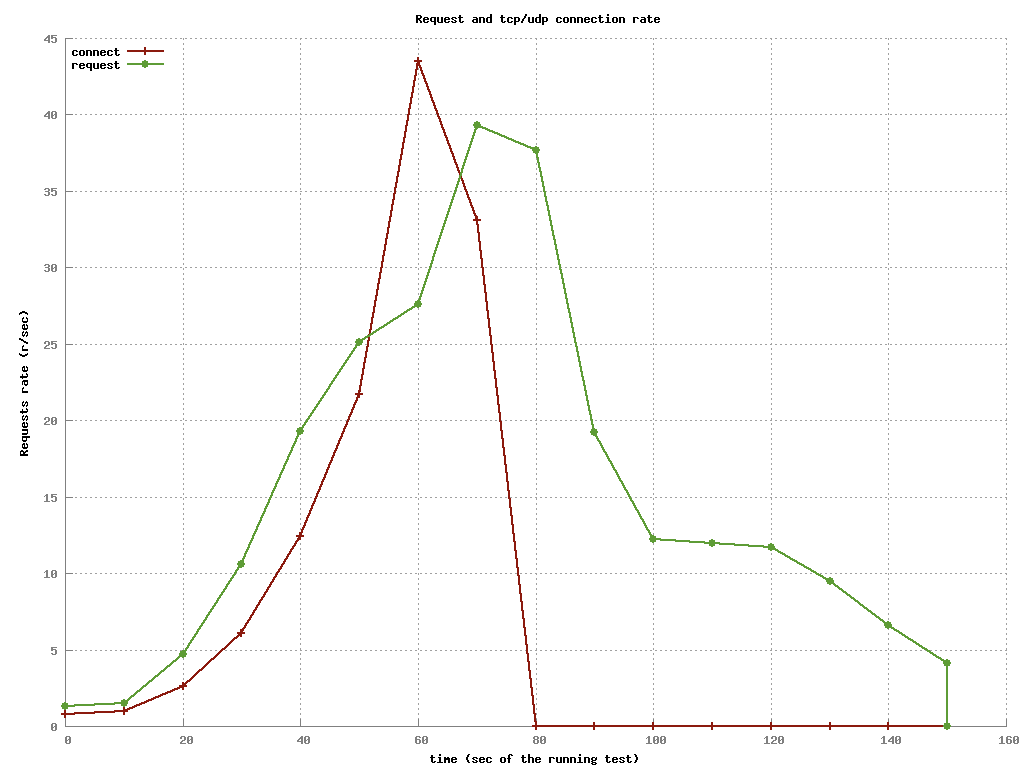 Request and tcp/udp connection rate
connect
request
45
40
35
30
25
20
15
10
5
0
Requests rate (r/sec)
0 20 40 60 80 100 120 140 160
time (sec of the running test)